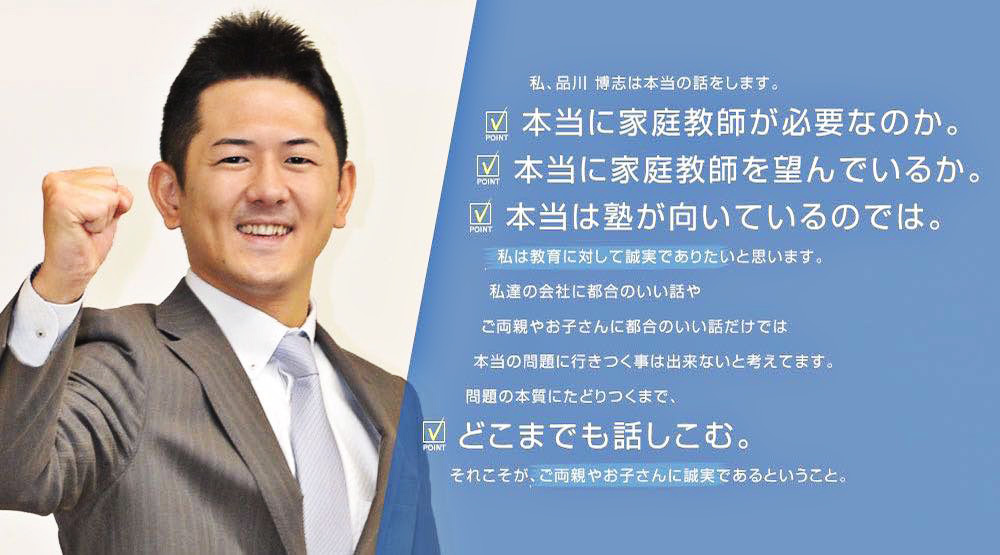 私、品川 博志は本当の話をします。
POINT 本当に家庭教師が必要なのか。
POINT 本当に家庭教師を望んでいるか。
POINT 本当は塾が向いているのでは。
私は教育に対して誠実でありたいと思います。
私達の会社に都合のいい話や
ご両親やお子さんに都合のいい話だけでは
本当の問題に行きつく事は出来ないと考えてます。
問題の本質にたどりつくまで、
POINT どこまでも話しこむ。
それこそが、ご両親やお子さんに誠実であるということ。